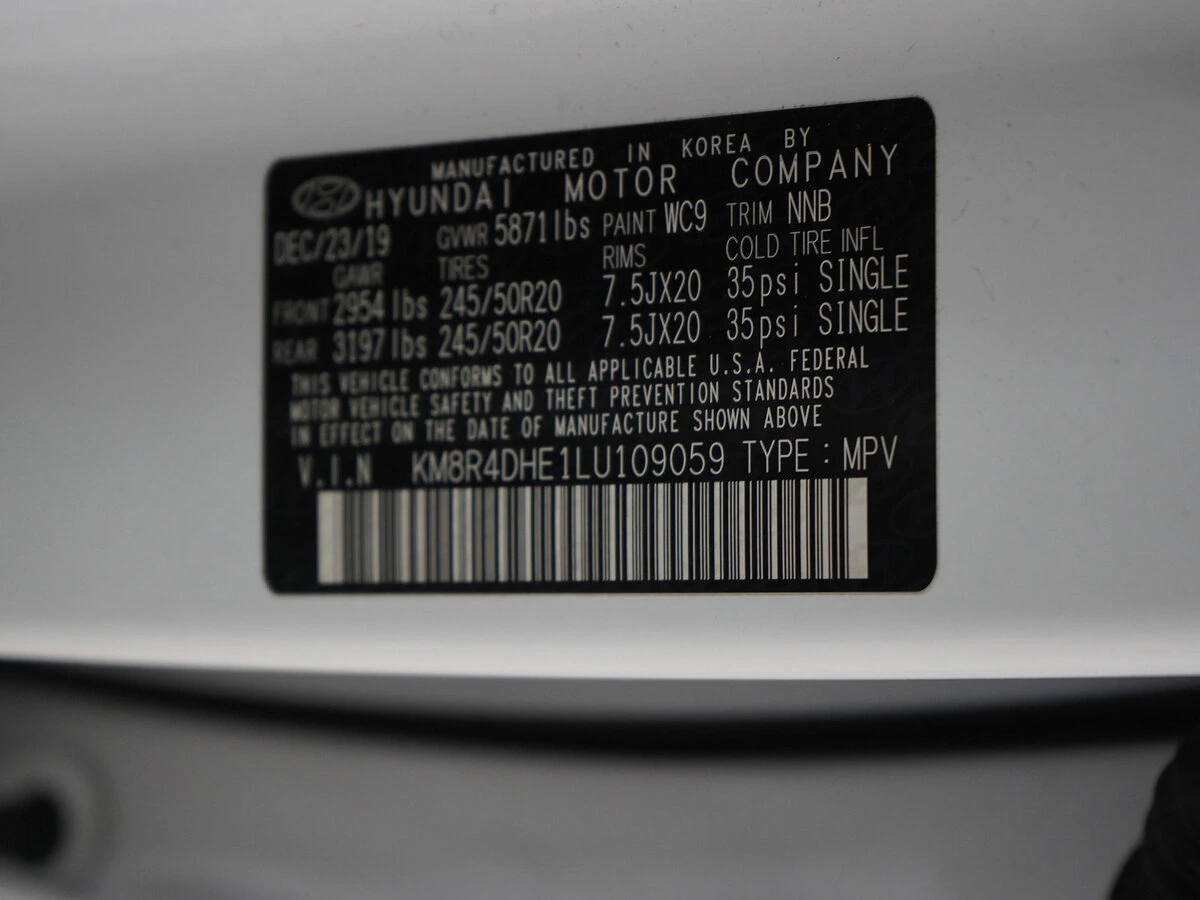 MANUFACTURED IN KOREA BY
HYUNDAI MOTOR COMPANY
DEC/23/19 GVWR 5871lbs PAINT WC9 TRIM NNB
GAWR TIRES RIMS COLD TIRE INFL
FRONT 2954 lbs 245/50R20 7.5JX20 35psi SINGLE
REAR 3197 lbs 245/50R20 7.5JX20 35psi SINGLE
THIS VEHICLE CONFORMS TO ALL APPLICABLE U.S.A. FEDERAL
MOTOR VEHICLE SAFETY AND THEFT PREVENTION STANDARDS
IN EFFECT ON THE DATE OF MANUFACTURE SHOWN ABOVE
V.I.N KM8R4DHE1LU109059 TYPE : MPV